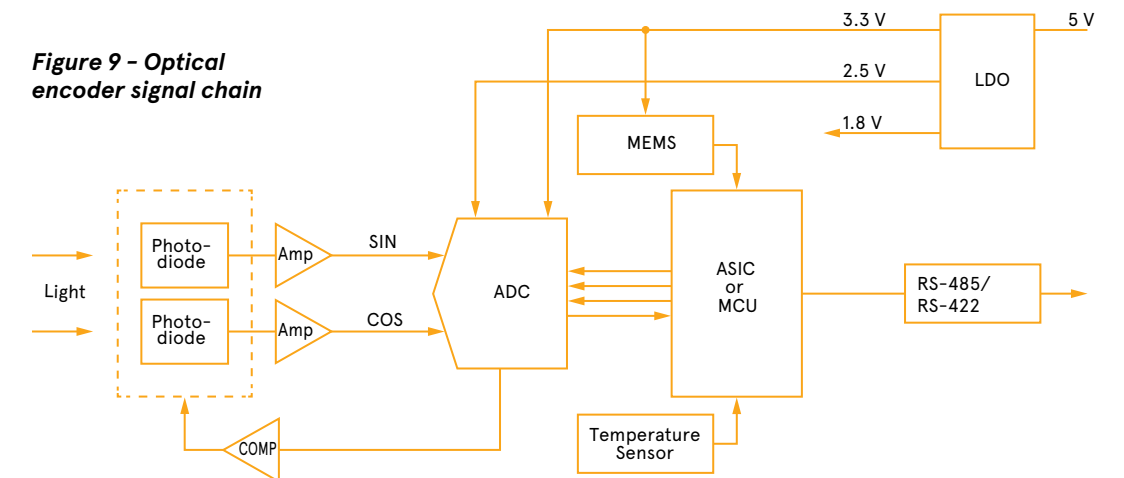 Figure 9 - Optical
encoder signal chain
3.3 V
5 V
2.5 V
LDO
1.8 V
MEMS
Photo-
diode
Amp
SIN
Light
ADC
ASIC
or
MCU
RS-485/
RS-422
Photo-
diode
Amp
COS
COMP
Temperature
Sensor